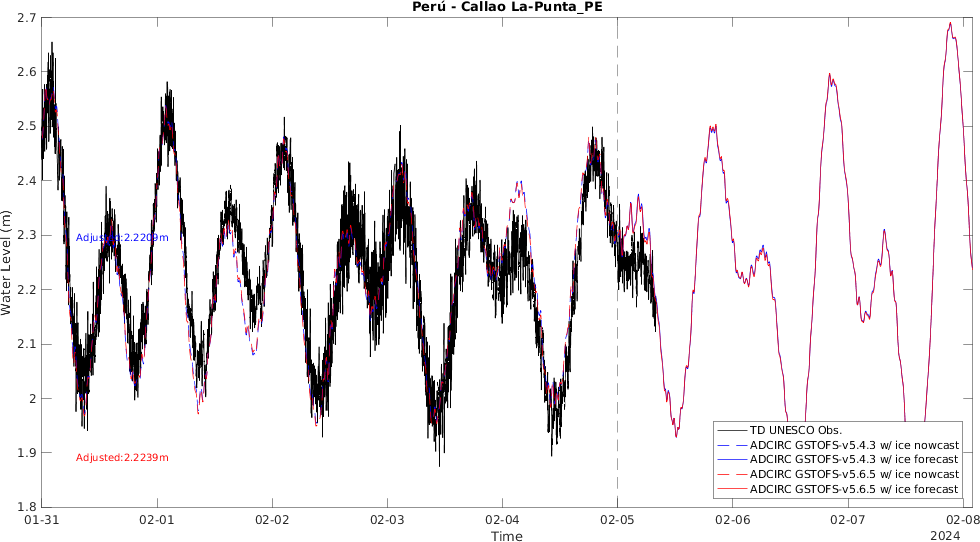 Perú - Callao La-Punta_PE
2.7
2.6
2.5
2.4
2.3
2.2
2.1
2
1.9
1.8
Water Level (m)
Adjusted:2.2209m
Adjusted:2.2239m
TD UNESCO Obs.
ADCIRC GSTOFS-v5.4.3 w/ ice nowcast
ADCIRC GSTOFS-v5.4.3 w/ ice forecast
ADCIRC GSTOFS-v5.6.5 w/ ice nowcast
ADCIRC GSTOFS-v5.6.5 w/ ice forecast
01-31 02-01 02-02 02-03 02-04 02-05 02-06 02-07 02-08
Time
2024